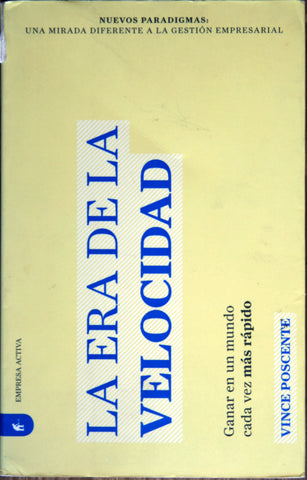 NUEVOS PARADIGMAS:
UNA MIRADA DIFERENTE A LA GESTIÓN EMPRESARIAL
LA ERA DE LA
VELOCIDAD
Ganar en un mundo
cada vez más rápido
VINCE POSCENTE
EMPRESA ACTIVA